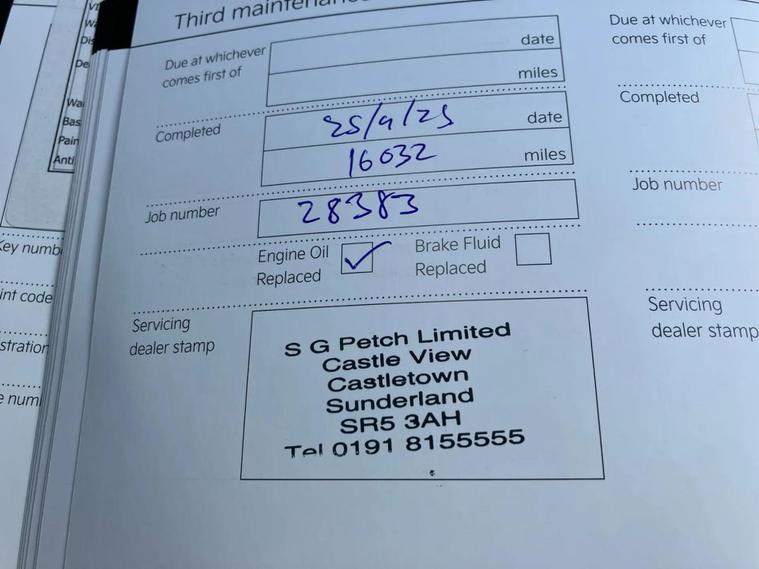 Third
Due at whichever
comes first of
date
miles
Completed
25/9/25 date
16032 miles
Job number
28383
Engine Oil
Replaced
Brake Fluid
Replaced
Servicing
dealer stamp
S G Petch Limited
Castle View
Castletown
Sunderland
SR5 3AH
Tel 0191 8155555
Due at whichever
comes first of
Completed
Job number
Servicing
dealer stamp